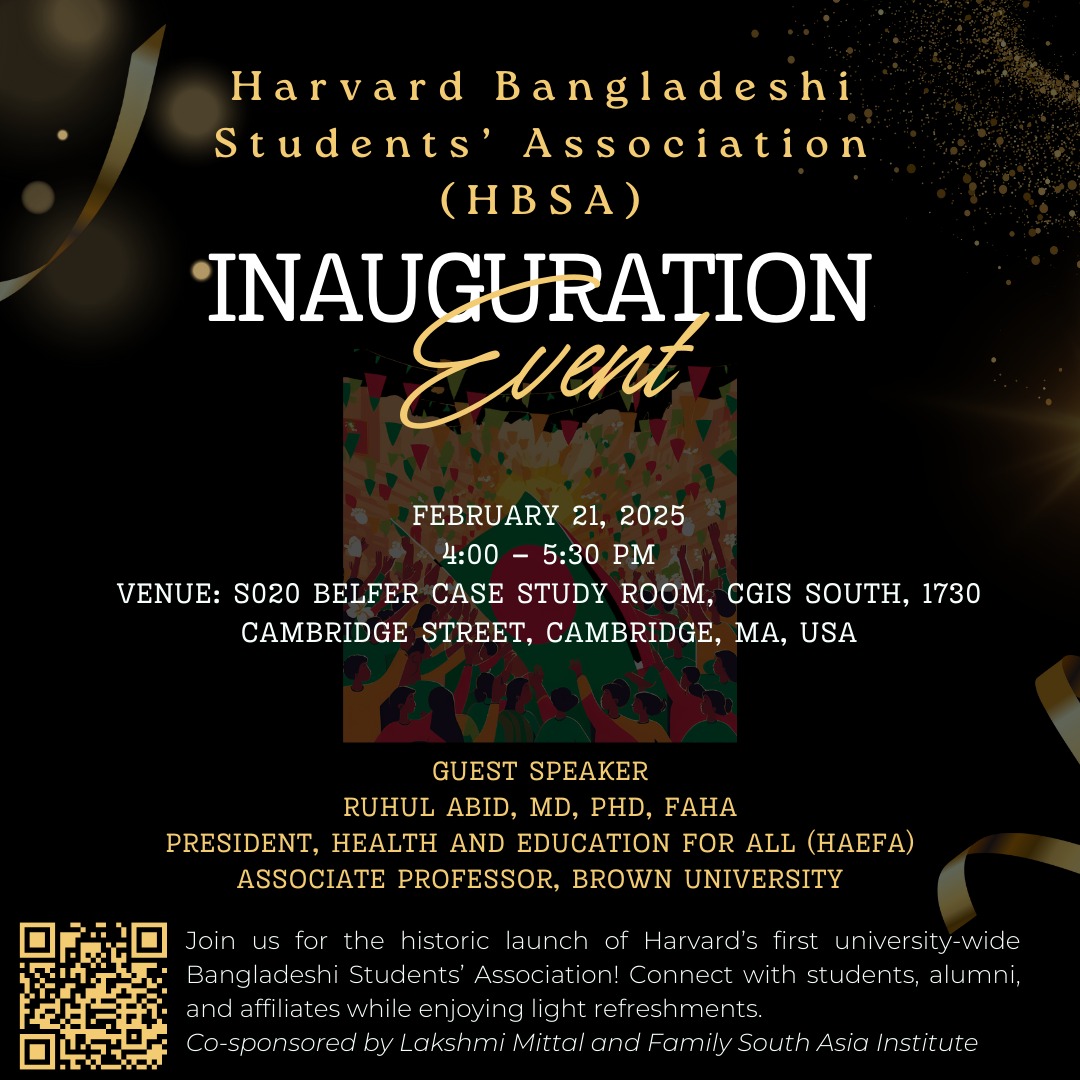 Harvard Bangladeshi
Students’ Association
(HBSA)
INAUGURATION
Event
FEBRUARY 21, 2025
4:00 – 5:30 PM
VENUE: S020 BELFER CASE STUDY ROOM, CGIS SOUTH, 1730
CAMBRIDGE STREET, CAMBRIDGE, MA, USA
GUEST SPEAKER
RUHUL ABID, MD, PHD, FAHA
PRESIDENT, HEALTH AND EDUCATION FOR ALL (HAEFA)
ASSOCIATE PROFESSOR, BROWN UNIVERSITY
Join us for the historic launch of Harvard’s first university-wide
Bangladeshi Students’ Association! Connect with students, alumni,
and affiliates while enjoying light refreshments.
Co-sponsored by Lakshmi Mittal and Family South Asia Institute